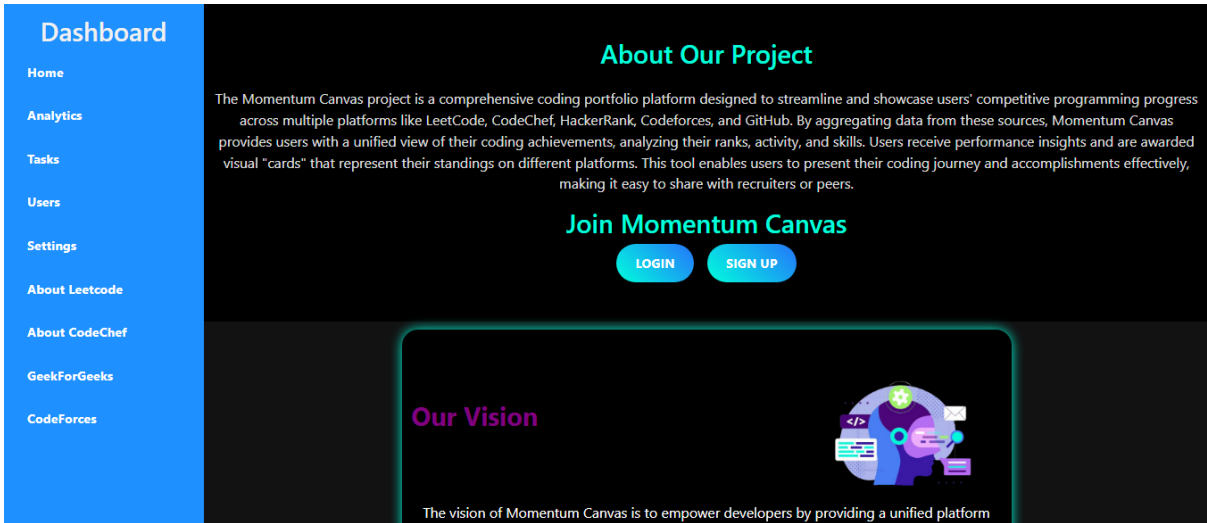 Dashboard
Home
Analytics
Tasks
Users
Settings
About Leetcode
About CodeChef
GeekForGeeks
CodeForces
About Our Project
The Momentum Canvas project is a comprehensive coding portfolio platform designed to streamline and showcase users' competitive programming progress
across multiple platforms like LeetCode, CodeChef, HackerRank, Codeforces, and GitHub. By aggregating data from these sources, Momentum Canvas
provides users with a unified view of their coding achievements, analyzing their ranks, activity, and skills. Users receive performance insights and are awarded
visual "cards" that represent their standings on different platforms. This tool enables users to present their coding journey and accomplishments effectively,
making it easy to share with recruiters or peers.
Join Momentum Canvas
LOGIN
SIGN UP
Our Vision
</>
The vision of Momentum Canvas is to empower developers by providing a unified platform